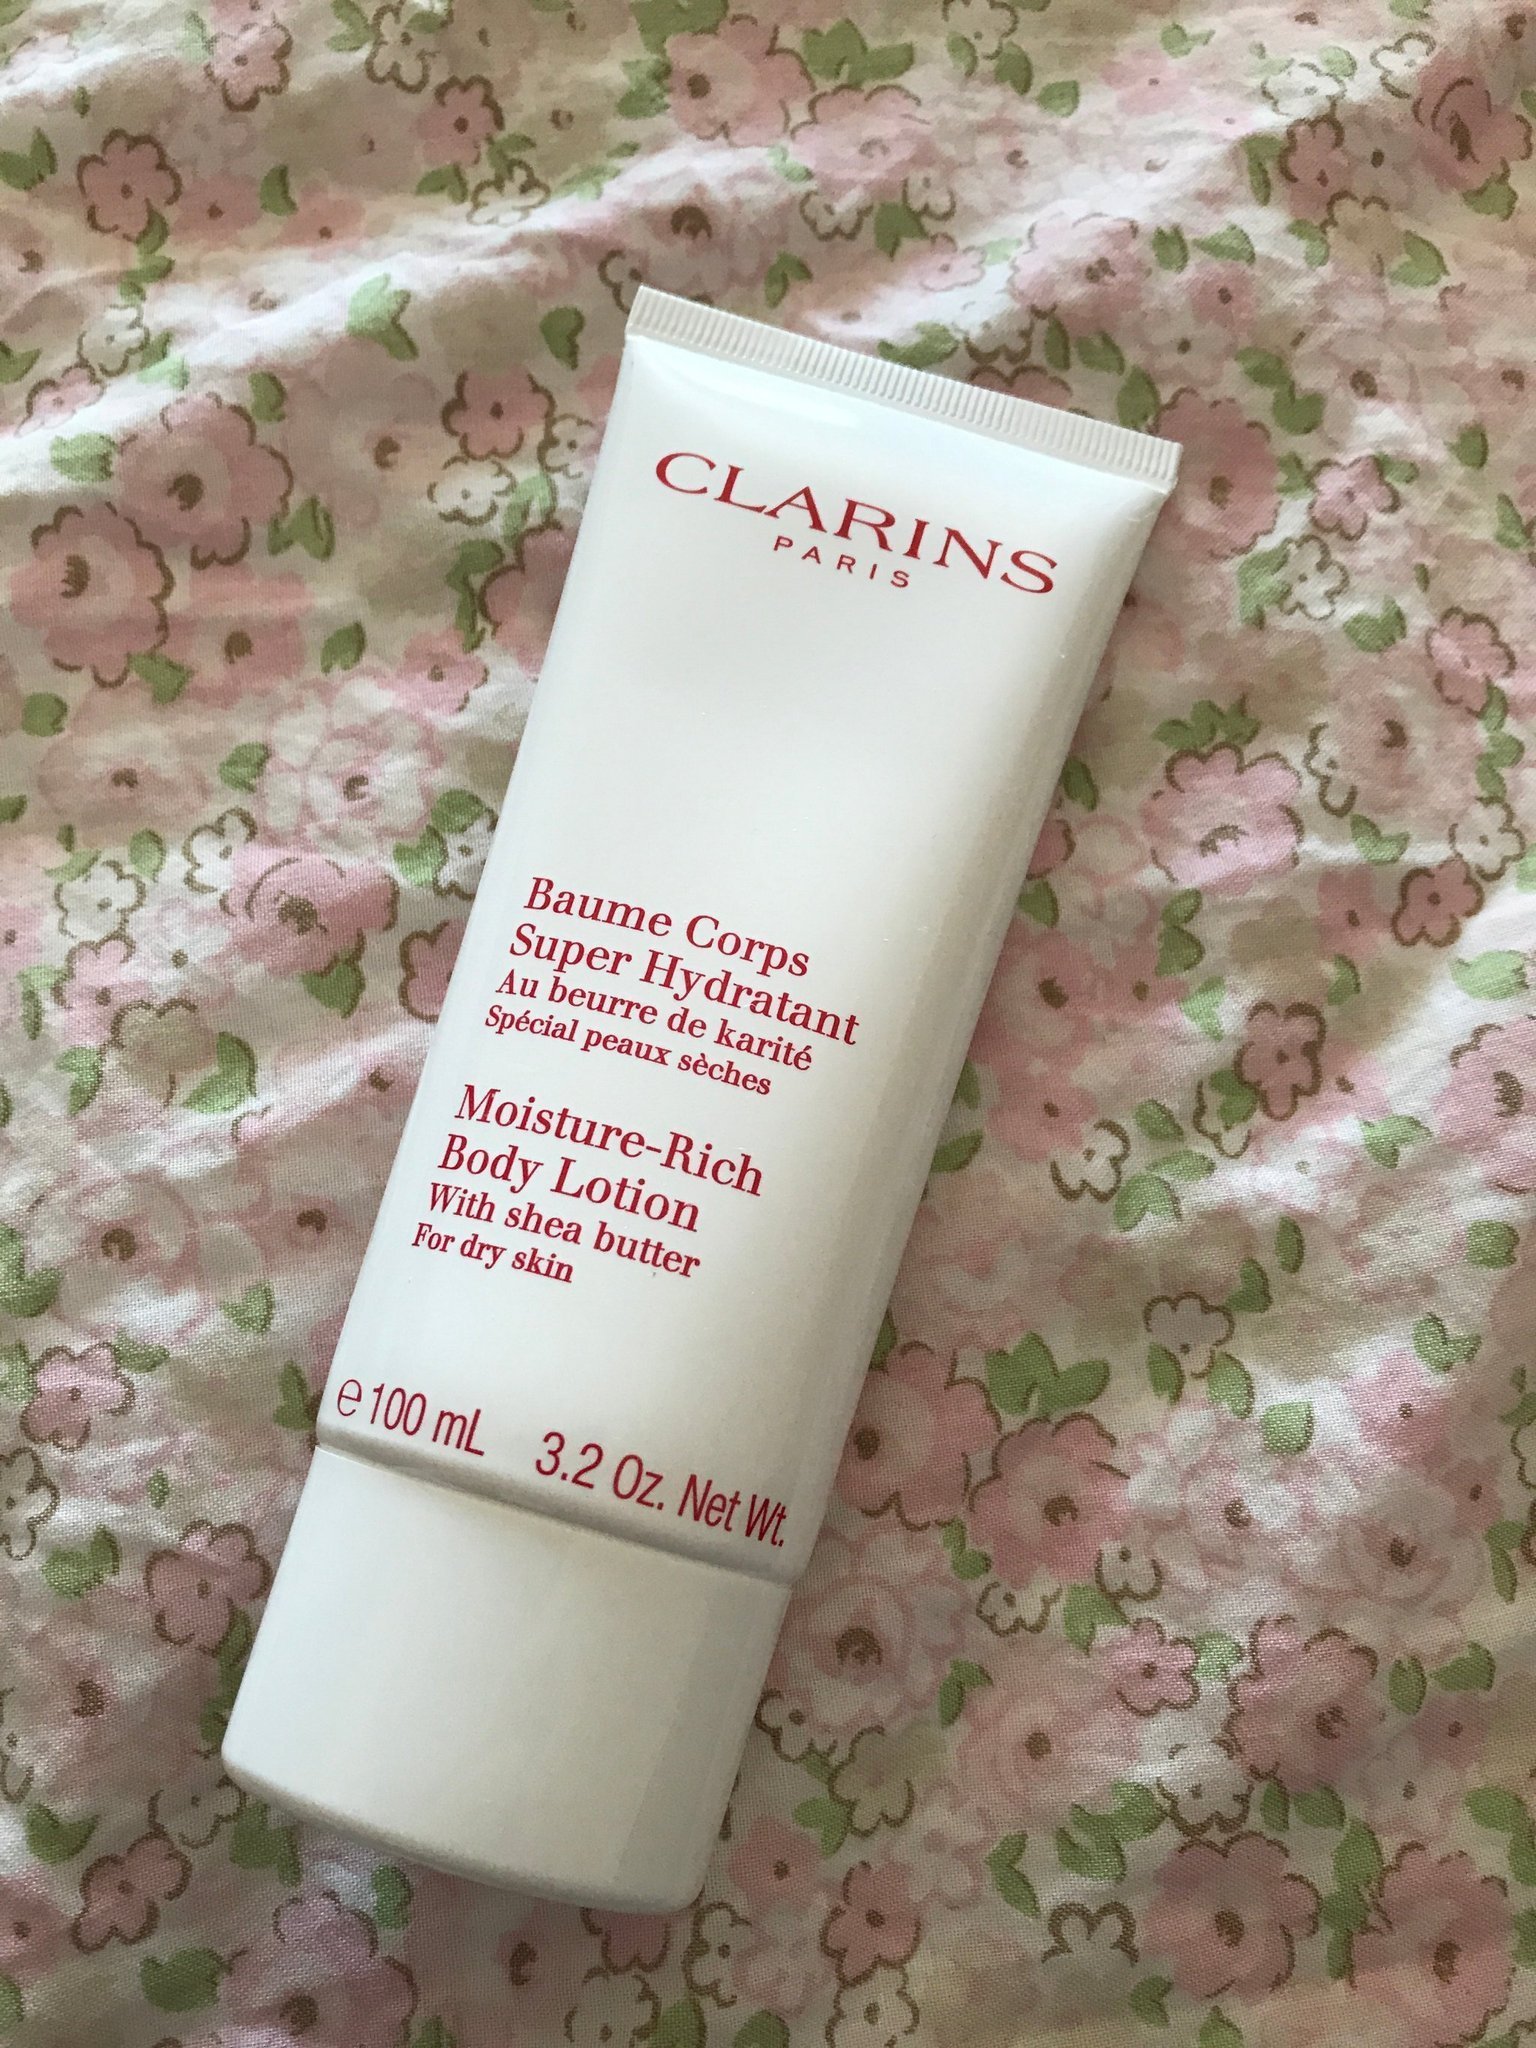 CLARINS
PARIS
Baume Corps
Super Hydratant
Au beurre de karité
Spécial peaux sèches
Moisture-Rich
Body Lotion
With shea butter
For dry skin
℮ 100 mL 3.2 Oz. Net Wt.